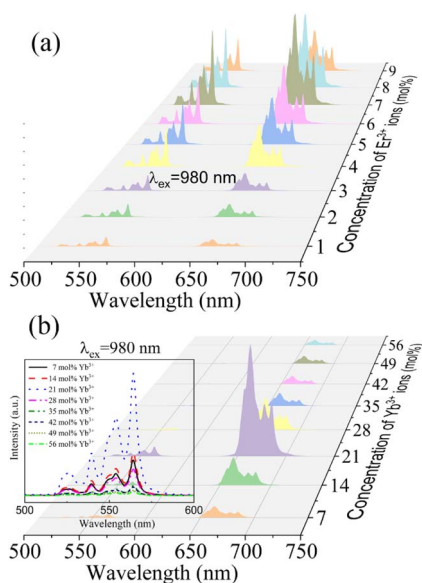 (a)
9
8
7
6
5
4
3
2
1
Concentration of Er³⁺ ions (mol%)
λex=980 nm
500 550 600 650 700 750
Wavelength (nm)
(b)
λex=980 nm
7 mol% Yb³⁺
14 mol% Yb³⁺
21 mol% Yb³⁺
28 mol% Yb³⁺
35 mol% Yb³⁺
42 mol% Yb³⁺
49 mol% Yb³⁺
56 mol% Yb³⁺
Intensity (a.u.)
500 550 600
Wavelength (nm)
56
49
42
35
28
21
14
7
Concentration of Yb³⁺ ions (mol%)
500 550 600 650 700 750
Wavelength (nm)